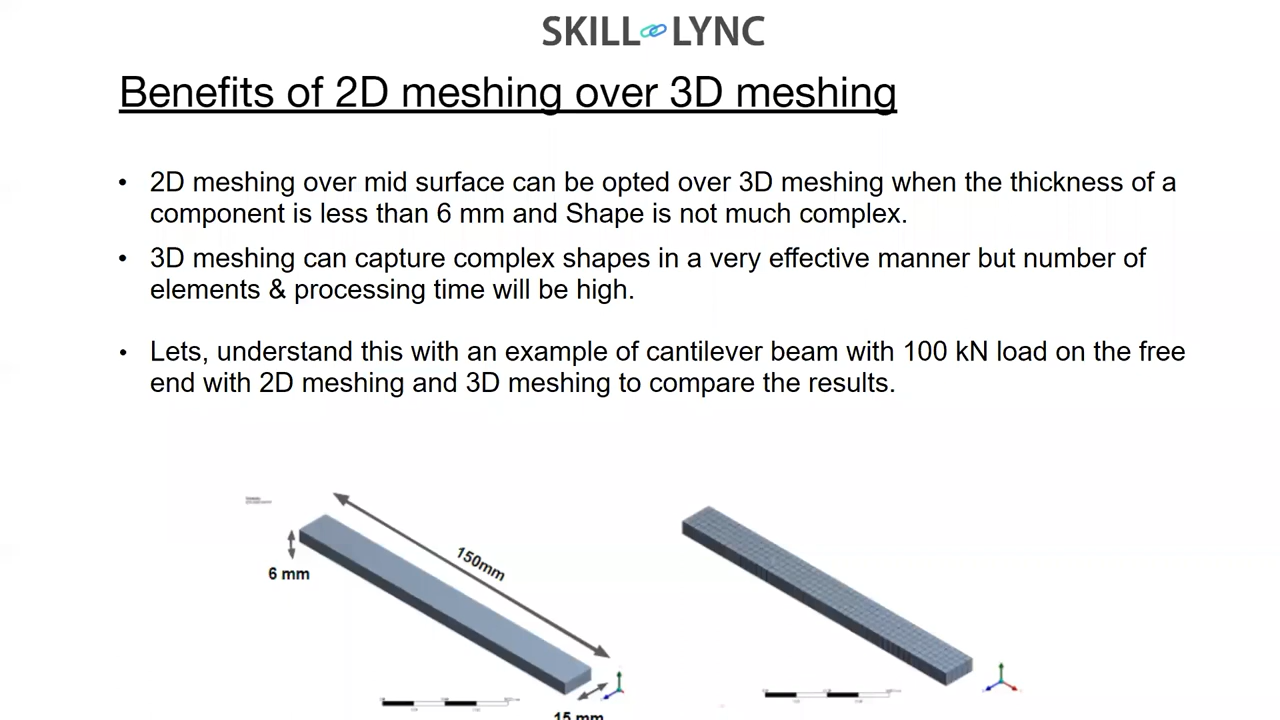 SKILL LYNC
Benefits of 2D meshing over 3D meshing
• 2D meshing over mid surface can be opted over 3D meshing when the thickness of a
component is less than 6 mm and Shape is not much complex.
• 3D meshing can capture complex shapes in a very effective manner but number of
elements & processing time will be high.
• Lets, understand this with an example of cantilever beam with 100 kN load on the free
end with 2D meshing and 3D meshing to compare the results.
150mm
6 mm
15 mm